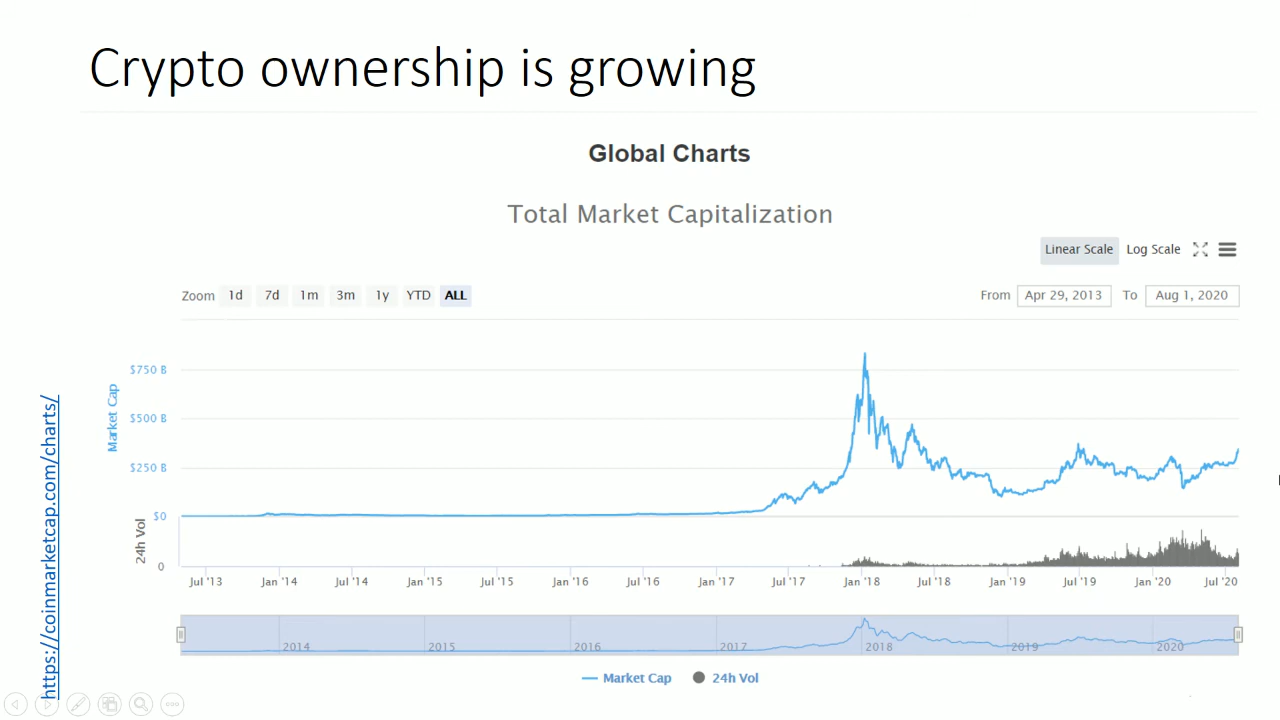 Crypto ownership is growing
Global Charts
Total Market Capitalization
Linear Scale Log Scale
Zoom 1d 7d 1m 3m 1y YTD ALL
From Apr 29, 2013 To Aug 1, 2020
https://coinmarketcap.com/charts/
Market Cap
$750 B
$500 B
$250 B
$0
24h Vol
0
Jul '13 Jan '14 Jul '14 Jan '15 Jul '15 Jan '16 Jul '16 Jan '17 Jul '17 Jan '18 Jul '18 Jan '19 Jul '19 Jan '20 Jul '20
2014 2015 2016 2017 2018 2019 2020
Market Cap 24h Vol